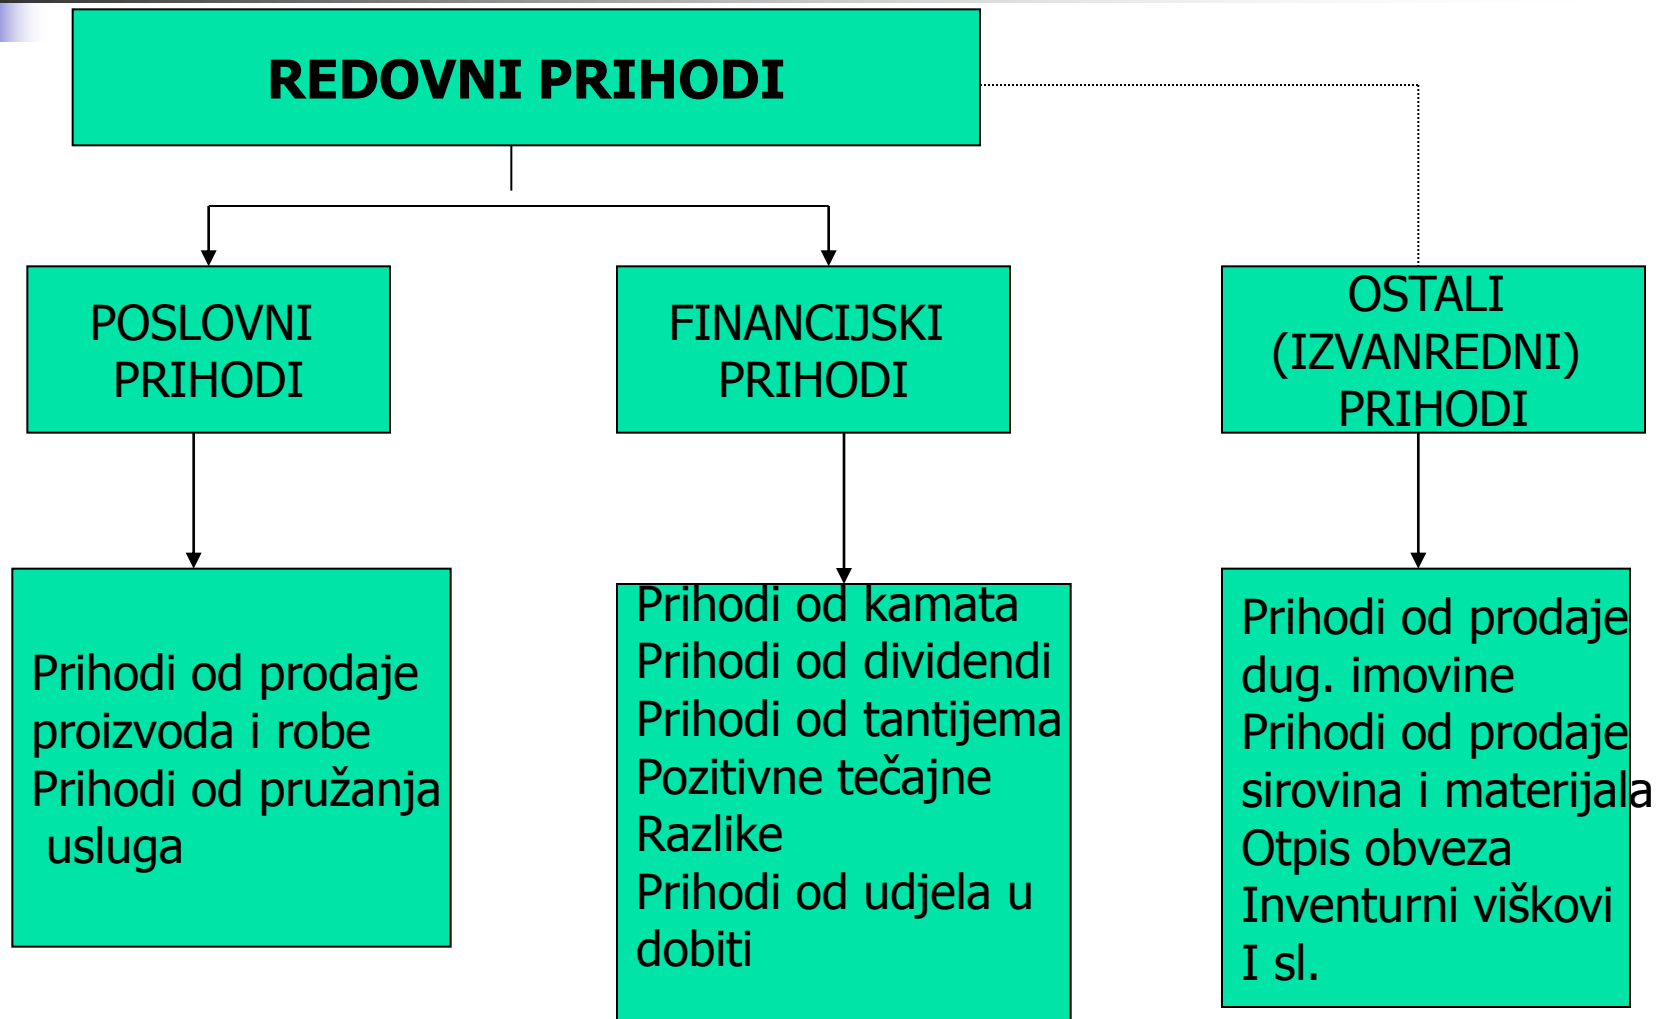 REDOVNI PRIHODI
POSLOVNI
PRIHODI
FINANCIJSKI
PRIHODI
OSTALI
(IZVANREDNI)
PRIHODI
Prihodi od prodaje
proizvoda i robe
Prihodi od pružanja
usluga
Prihodi od kamata
Prihodi od dividendi
Prihodi od tantijema
Pozitivne tečajne
Razlike
Prihodi od udjela u
dobiti
Prihodi od prodaje
dug. imovine
Prihodi od prodaje
sirovina i materijala
Otpis obveza
Inventurni viškovi
I sl.